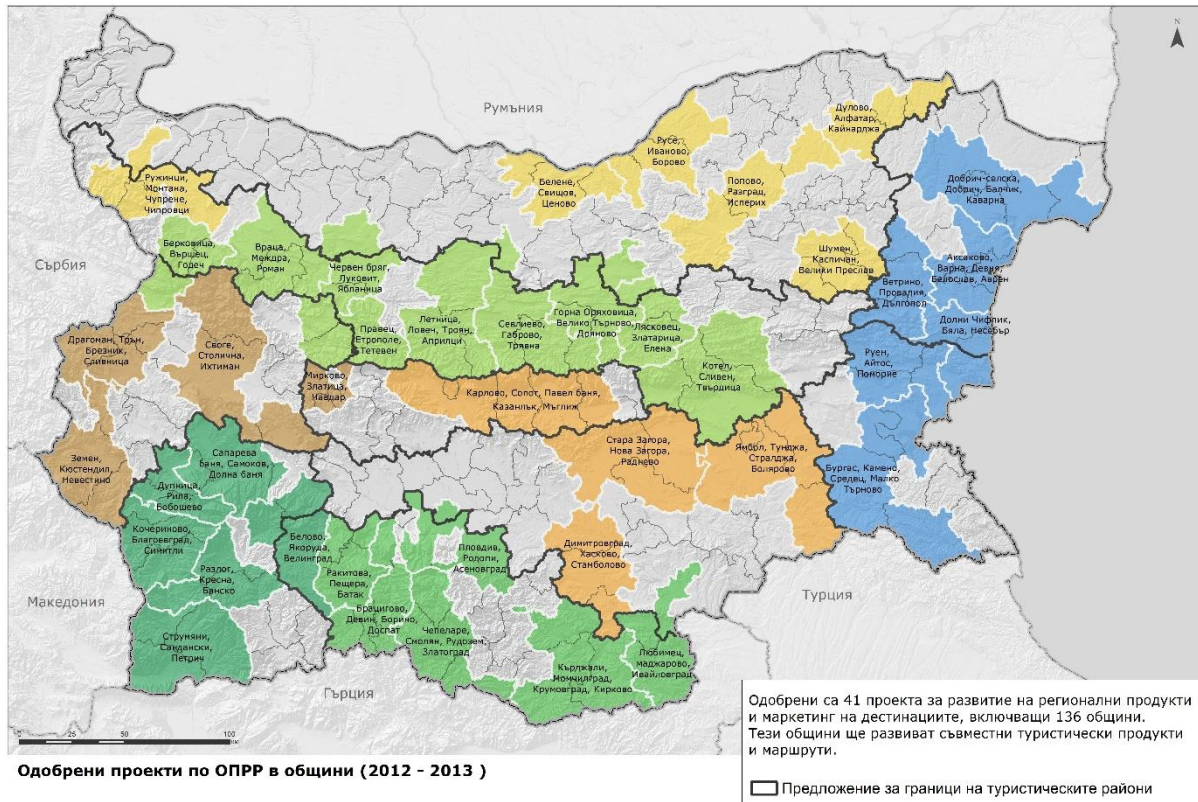 N
Румъния
Дулово,
Алфатар,
Кайнарджа
Русе,
Иваново,
Борово
Ружинци,
Монтана,
Чупрене,
Чипровци
Белене,
Свищов,
Ценово
Попово,
Разград,
Исперих
Добрич-селска,
Добрич, Балчик,
Каварна
Берковица,
Вършец,
Годеч
Враца,
Мездра,
Роман
Червен бряг,
Луковит,
Ябланица
Шумен,
Каспичан,
Велики Преслав
Сърбия
Аксаково,
Варна, Девня,
Белослав, Аврен
Ветрино,
Провадия,
Дългопол
Долни Чифлик,
Бяла, Несебър
Драгоман, Трън,
Брезник,
Сливница
Своге,
Столична,
Ихтиман
Правец,
Етрополе,
Тетевен
Летница,
Ловеч, Троян,
Априлци
Севлиево,
Габрово,
Трявна
Горна Оряховица,
Велико Търново,
Дряново
Лясковец,
Златарица,
Елена
Руен,
Айтос,
Поморие
Мирково,
Златица,
Чавдар
Карлово, Сопот, Павел баня,
Казанлък, Мъглиж
Котел,
Сливен,
Твърдица
Земен,
Кюстендил,
Невестино
Сапарева
баня, Самоков,
Долна баня
Стара Загора,
Нова Загора,
Раднево
Ямбол, Тунджа,
Стралджа,
Болярово
Бургас, Камено,
Средец, Малко
Търново
Дупница,
Рила,
Бобошево
Кочериново,
Благоевград,
Симитли
Белово,
Якоруда,
Велинград
Пловдив,
Родопи,
Асеновград
Димитровград,
Хасково,
Стамболово
Разлог,
Кресна,
Банско
Ракитова,
Пещера,
Батак
Брацигово,
Девин, Борино,
Доспат
Македония
Турция
Струмяни,
Сандански,
Петрич
Чепеларе,
Смолян, Рудозем,
Златоград
Кърджали,
Момчилград,
Крумовград, Кирково
Любимец,
маджарово,
Ивайловград
Гърция
0 25 50 100
Км
Одобрени проекти по ОПРР в общини (2012 - 2013 )
Одобрени са 41 проекта за развитие на регионални продукти
и маркетинг на дестинациите, включващи 136 общини.
Тези общини ще развиват съвместни туристически продукти
и маршрути.
Предложение за граници на туристическите райони